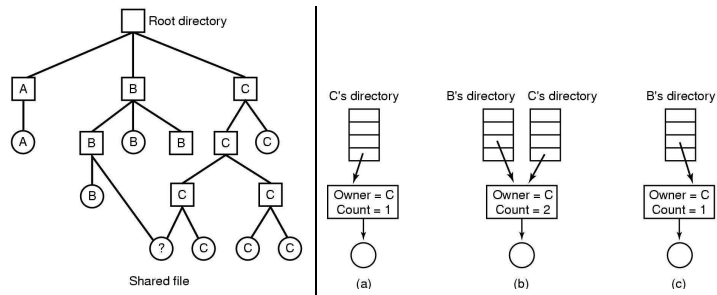 Root directory
A B C
A B B B C C
B C C
? C C C
Shared file
C's directory
Owner = C
Count = 1
(a)
B's directory C's directory
Owner = C
Count = 2
(b)
B's directory
Owner = C
Count = 1
(c)